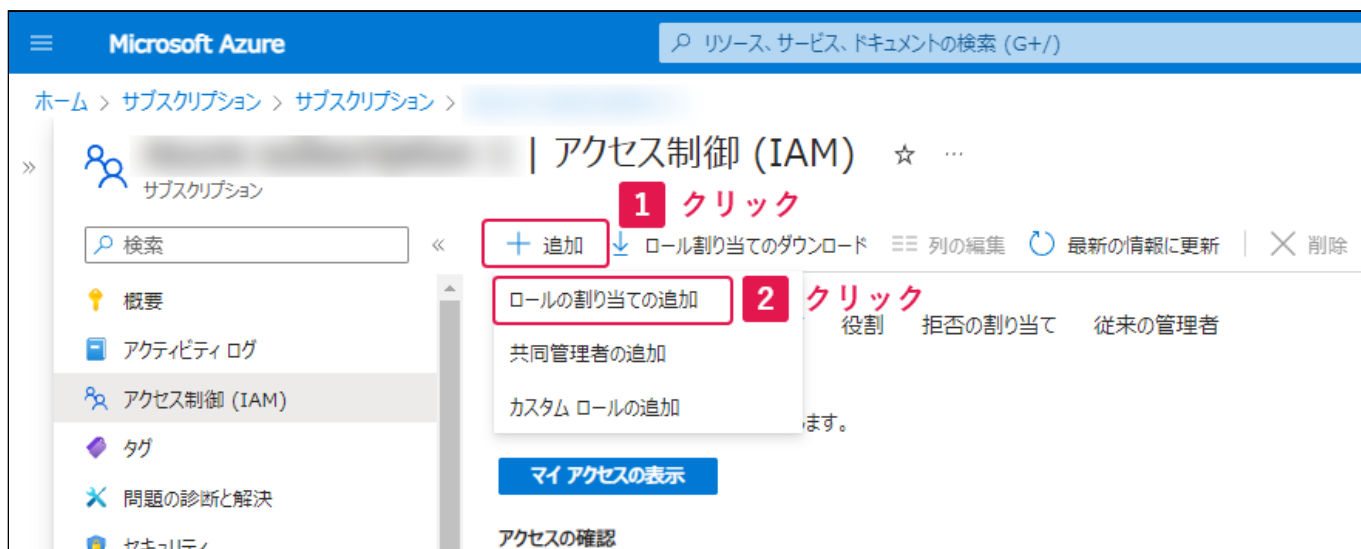 Microsoft Azure
リソース、サービス、ドキュメントの検索 (G+/)
ホーム > サブスクリプション > サブスクリプション >
| アクセス制御 (IAM) ☆ …
サブスクリプション
1 クリック
検索
+ 追加 ロール割り当てのダウンロード 列の編集 最新の情報に更新 削除
概要
ロールの割り当ての追加 2 クリック
役割 拒否の割り当て 従来の管理者
アクティビティ ログ
共同管理者の追加
アクセス制御 (IAM)
カスタム ロールの追加
ます。
タグ
マイ アクセスの表示
問題の診断と解決
アクセスの確認
セキュリティ